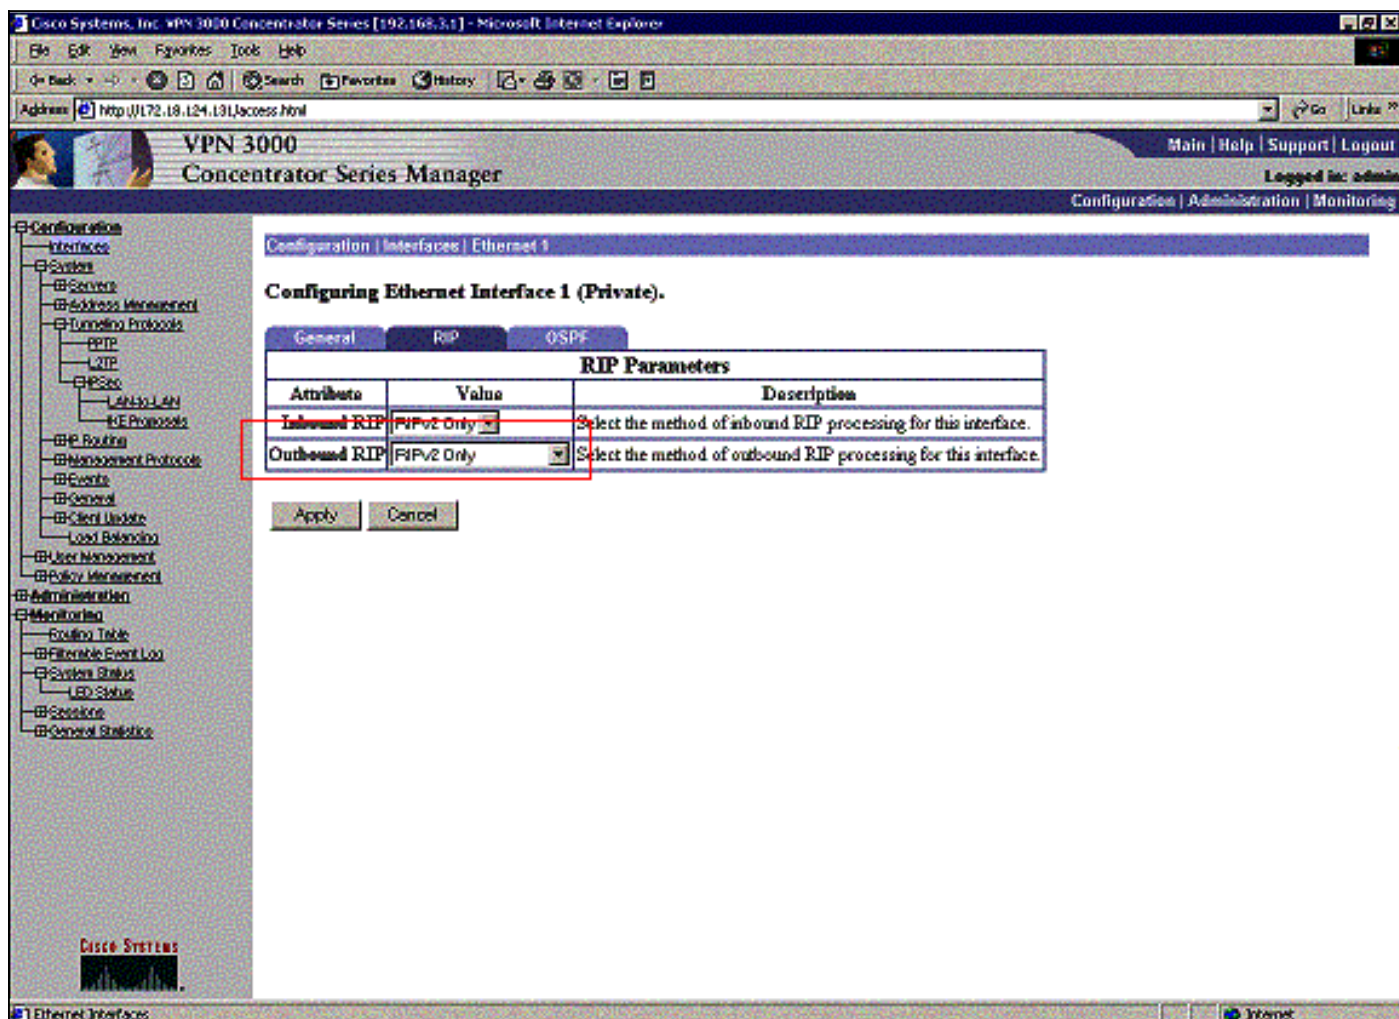 Cisco Systems, Inc. VPN 3000 Concentrator Series [192.168.3.1] - Microsoft Internet Explorer
File Edit View Favorites Tools Help
Back Search Favorites History
Address http://172.18.124.131/access.html Go Links »
VPN 3000
Concentrator Series Manager
Main | Help | Support | Logout
Logged in: admin
Configuration | Administration | Monitoring
Configuration
Interfaces
System
Servers
Address Management
Tunneling Protocols
PPTP
L2TP
IPSec
LAN-to-LAN
IKE Proposals
IP Routing
Management Protocols
Events
General
Client Update
Load Balancing
User Management
Policy Management
Administration
Monitoring
Routing Table
Filterable Event Log
System Status
LED Status
Sessions
General Statistics
Configuration | Interfaces | Ethernet 1
Configuring Ethernet Interface 1 (Private).
General RIP OSPF
RIP Parameters
Attribute Value Description
Inbound RIP RIPv2 Only Select the method of inbound RIP processing for this interface.
Outbound RIP RIPv2 Only Select the method of outbound RIP processing for this interface.
Apply Cancel
CISCO SYSTEMS
Ethernet Interfaces Internet